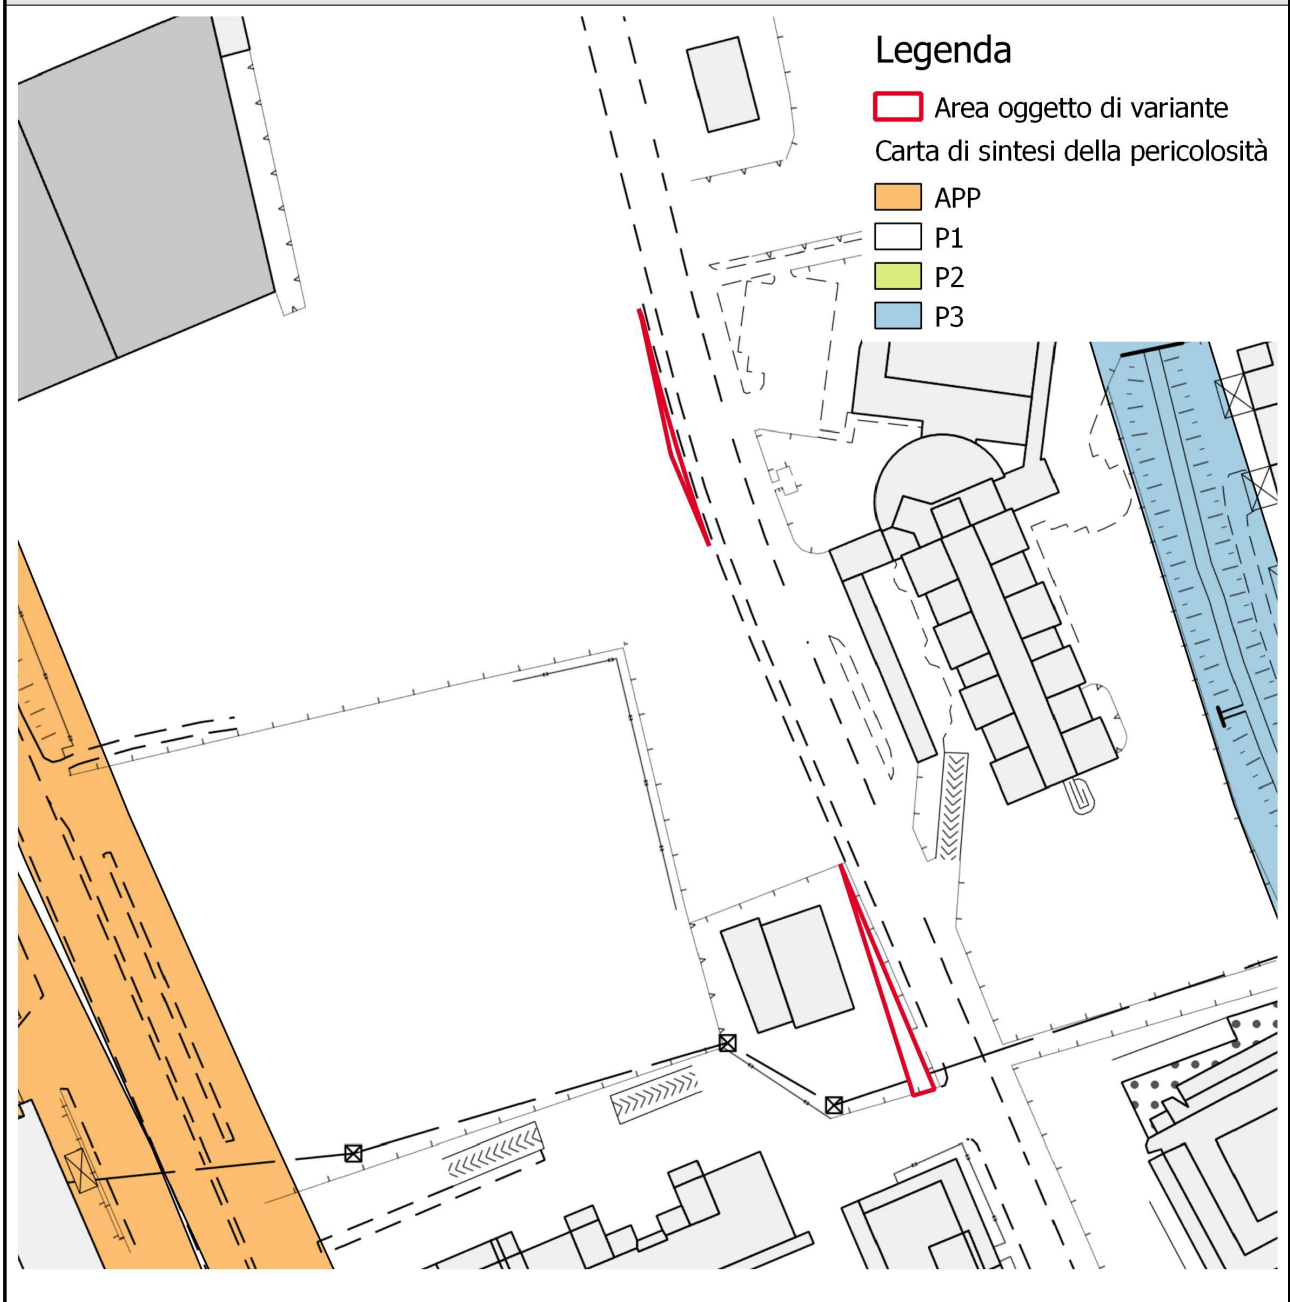 Legenda
Area oggetto di variante
Carta di sintesi della pericolosità
APP
P1
P2
P3